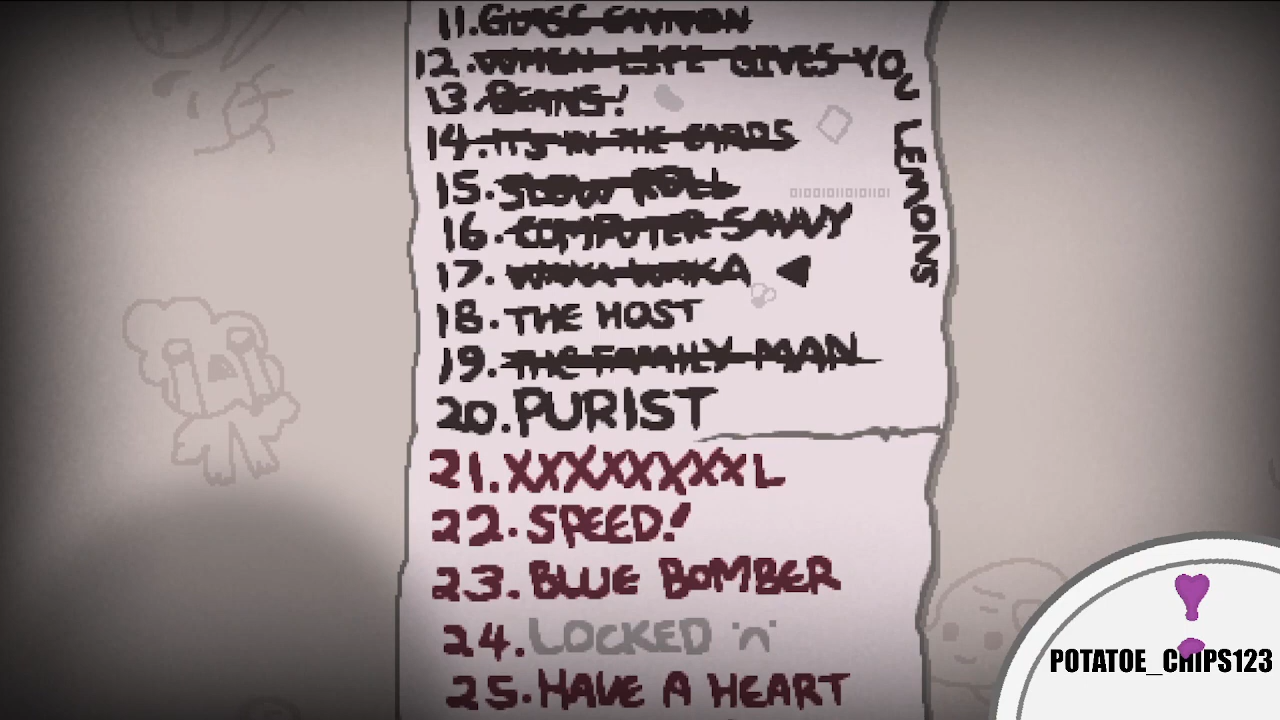 11. GLASS CANNON
12. WHEN LIFE GIVES YOU LEMONS
13. BEANS!
14. IT'S IN THE CARDS
010010110101101
15. SLOW ROLL
16. COMPUTER SAVVY
17. WAKA WAKA
18. THE HOST
19. THE FAMILY MAN
20. PURIST
21. XXXXXXXXL
22. SPEED!
23. BLUE BOMBER
24. LOCKED :(
25. HAVE A HEART
POTATOE_CHIPS123